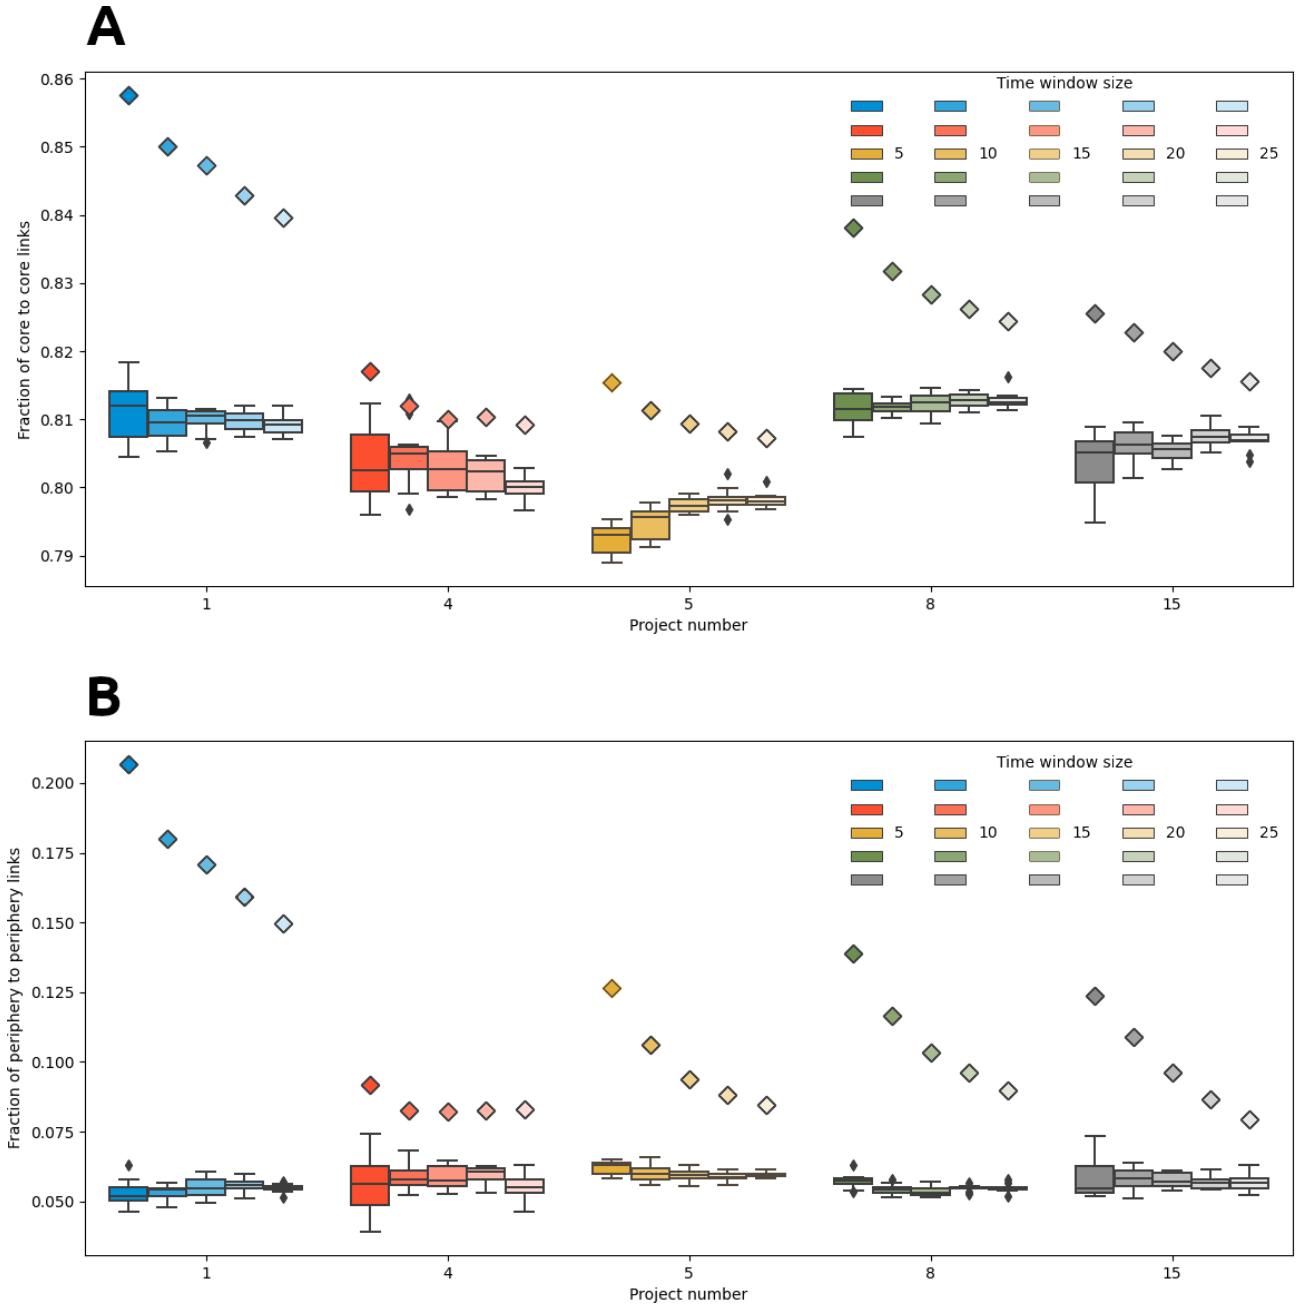 A
Time window size
5 10 15 20 25
0.86
0.85
0.84
0.83
0.82
0.81
0.80
0.79
Fraction of core to core links
1 4 5 8 15
Project number
B
Time window size
5 10 15 20 25
0.200
0.175
0.150
0.125
0.100
0.075
0.050
Fraction of periphery to periphery links
1 4 5 8 15
Project number